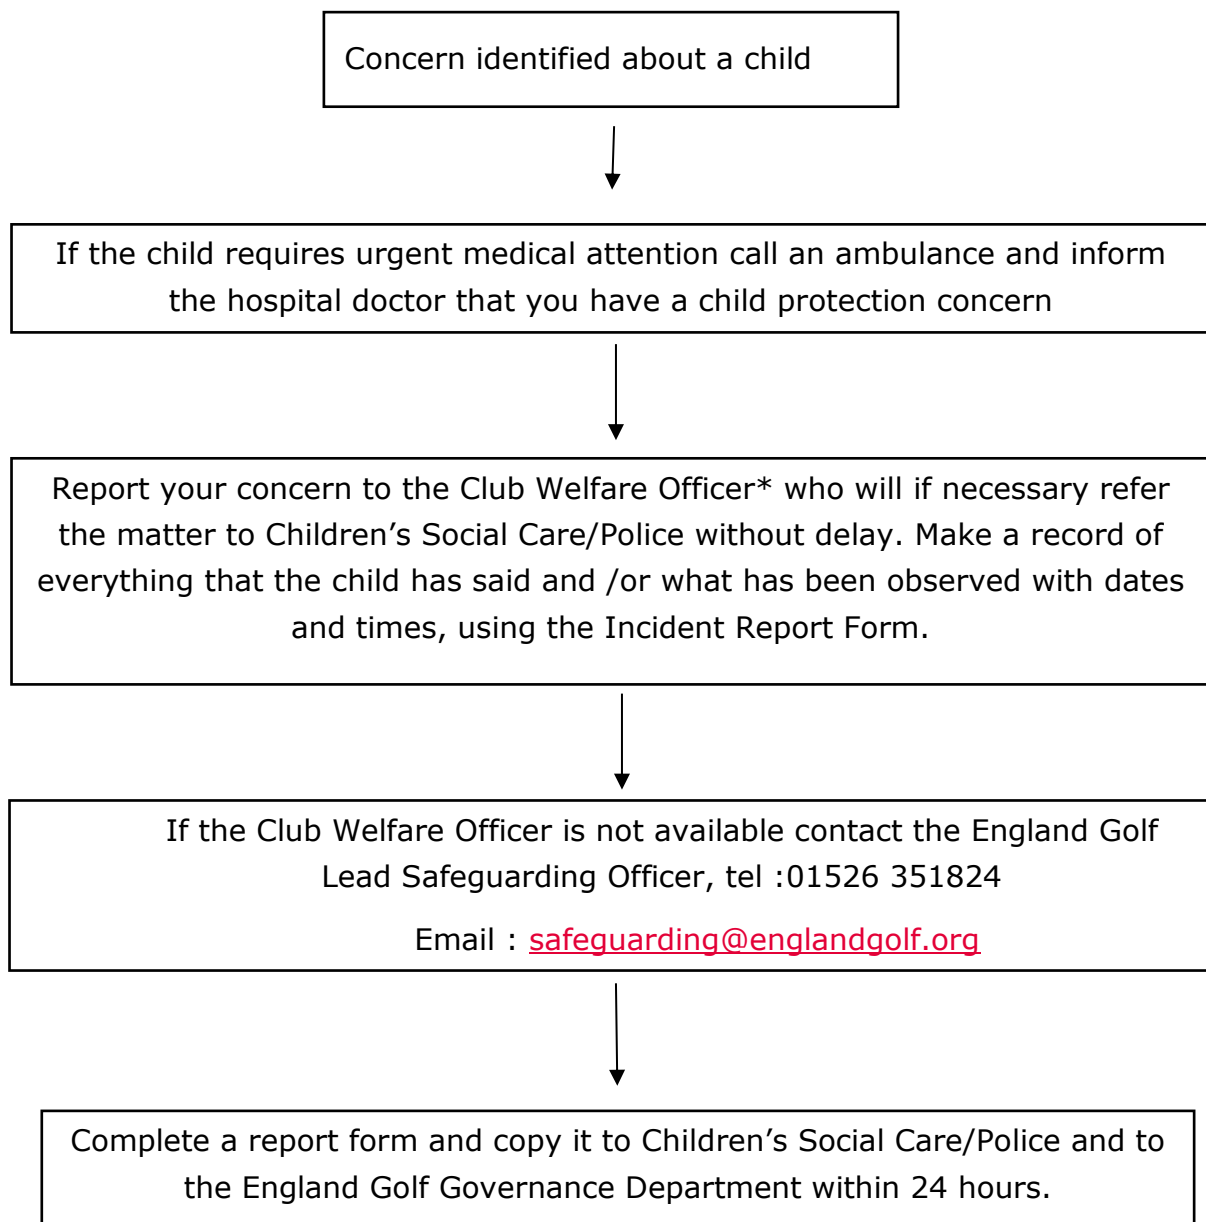 Concern identified about a child
If the child requires urgent medical attention call an ambulance and inform
the hospital doctor that you have a child protection concern
Report your concern to the Club Welfare Officer* who will if necessary refer
the matter to Children’s Social Care/Police without delay. Make a record of
everything that the child has said and /or what has been observed with dates
and times, using the Incident Report Form.
If the Club Welfare Officer is not available contact the England Golf
Lead Safeguarding Officer, tel :01526 351824
Email : safeguarding@englandgolf.org
Complete a report form and copy it to Children’s Social Care/Police and to
the England Golf Governance Department within 24 hours.